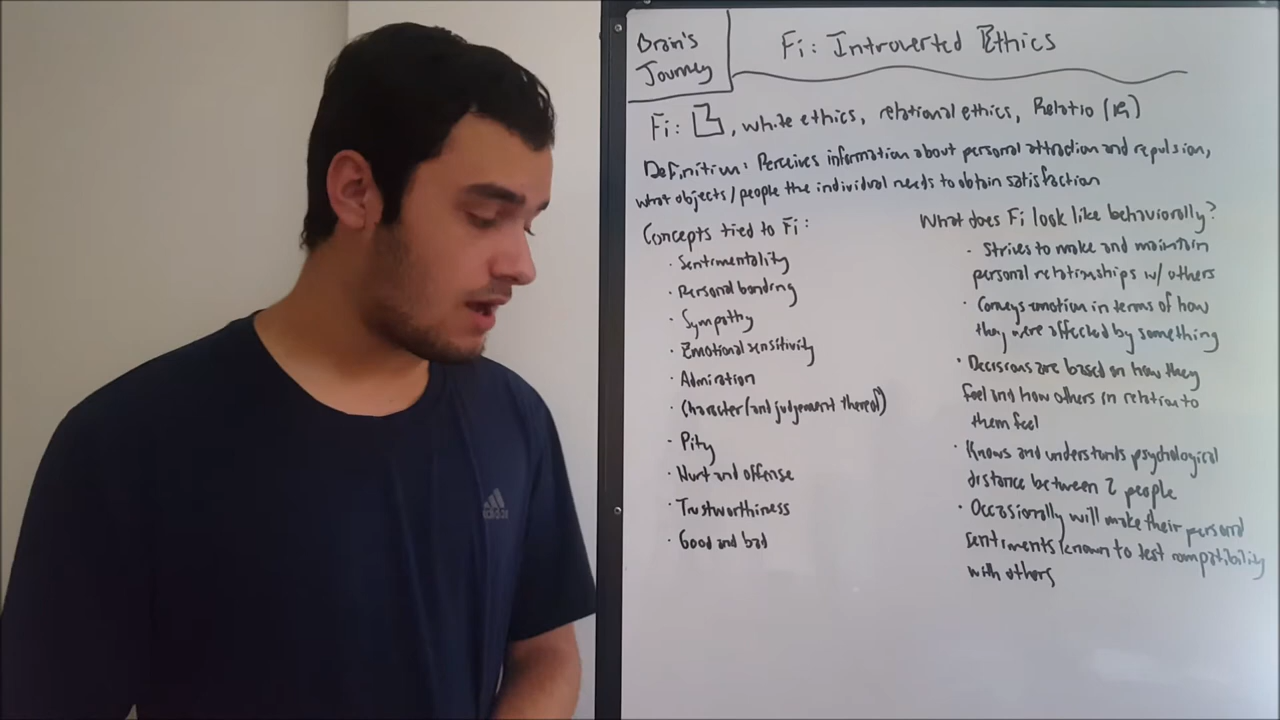 Brain's
Journey
Fi: Introverted Ethics
Fi: , white ethics, relational ethics, Relatio (R)
Definition: Perceives information about personal attraction and repulsion,
what objects/people the individual needs to obtain satisfaction
Concepts tied to Fi:
· Sentimentality
· Personal bonding
· Sympathy
· Emotional sensitivity
· Admiration
· Character (and judgement thereof)
· Pity
· Hurt and offense
· Trustworthiness
· Good and bad
What does Fi look like behaviorally?
· Strives to make and maintain
personal relationships w/ others
· Conveys emotion in terms of how
they were affected by something
· Decisions are based on how they
feel and how others in relation to
them feel
· Knows and understands psychological
distance between 2 people
· Occasionally will make their personal
sentiments known to test compatibility
with others
adidas